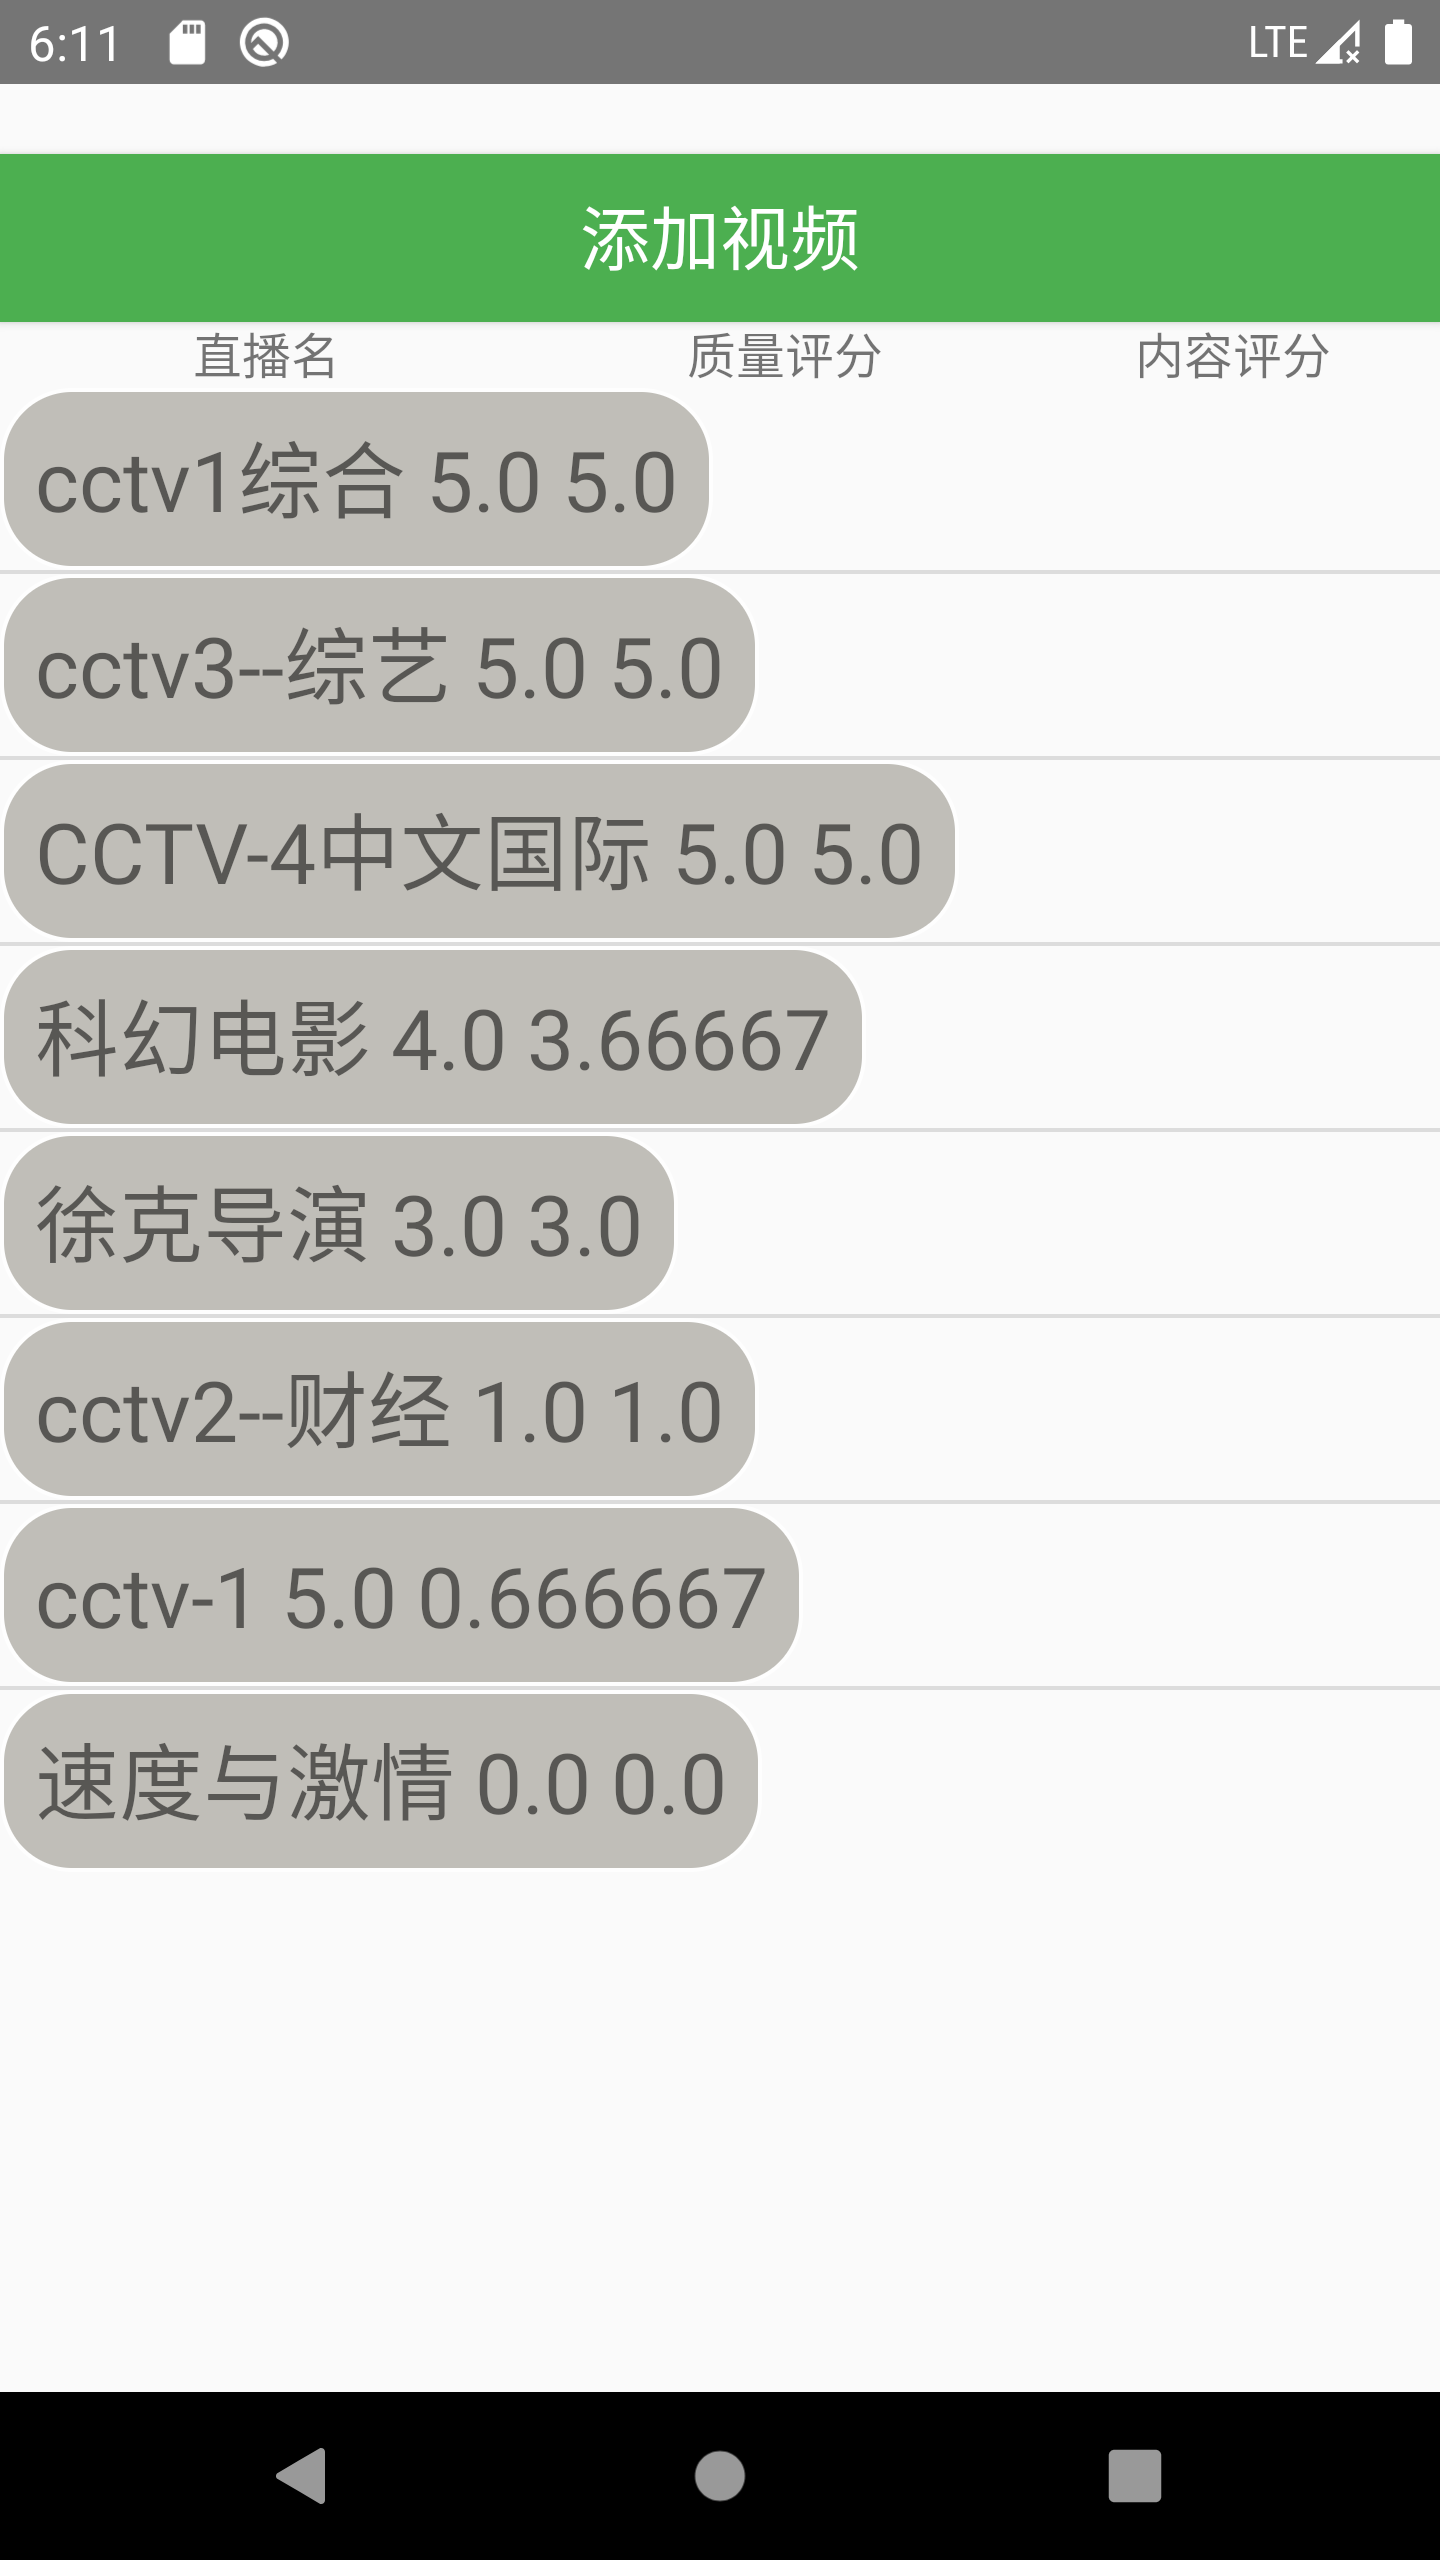 6:11 LTE
添加视频
直播名 质量评分 内容评分
cctv1综合 5.0 5.0
cctv3--综艺 5.0 5.0
CCTV-4中文国际 5.0 5.0
科幻电影 4.0 3.66667
徐克导演 3.0 3.0
cctv2--财经 1.0 1.0
cctv-1 5.0 0.666667
速度与激情 0.0 0.0